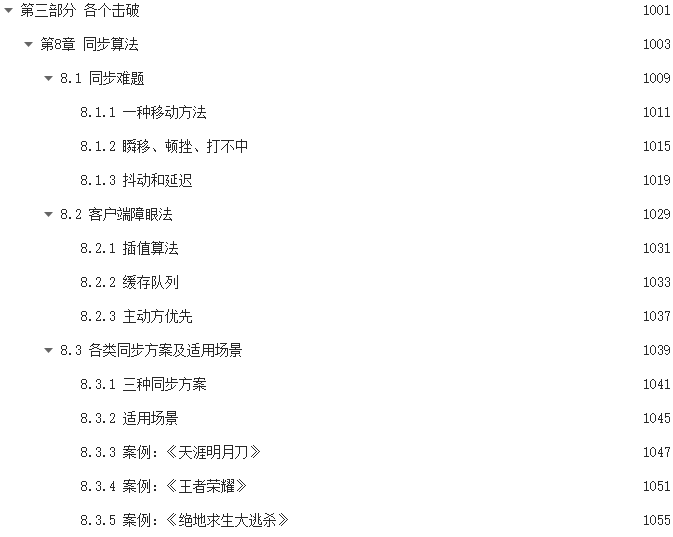 第三部分 各个击破 1001
第8章 同步算法 1003
8.1 同步难题 1009
8.1.1 一种移动方法 1011
8.1.2 瞬移、顿挫、打不中 1015
8.1.3 抖动和延迟 1019
8.2 客户端障眼法 1029
8.2.1 插值算法 1031
8.2.2 缓存队列 1033
8.2.3 主动方优先 1037
8.3 各类同步方案及适用场景 1039
8.3.1 三种同步方案 1041
8.3.2 适用场景 1045
8.3.3 案例：《天涯明月刀》 1047
8.3.4 案例：《王者荣耀》 1051
8.3.5 案例：《绝地求生大逃杀》 1055